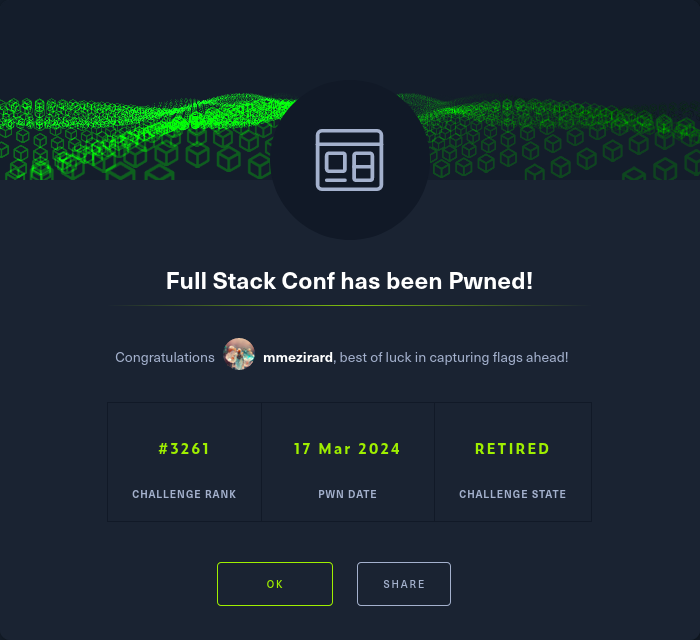 Full Stack Conf has been Pwned!
Congratulations mmezirard, best of luck in capturing flags ahead!
#3261 17 Mar 2024 RETIRED
CHALLENGE RANK PWN DATE CHALLENGE STATE
OK SHARE